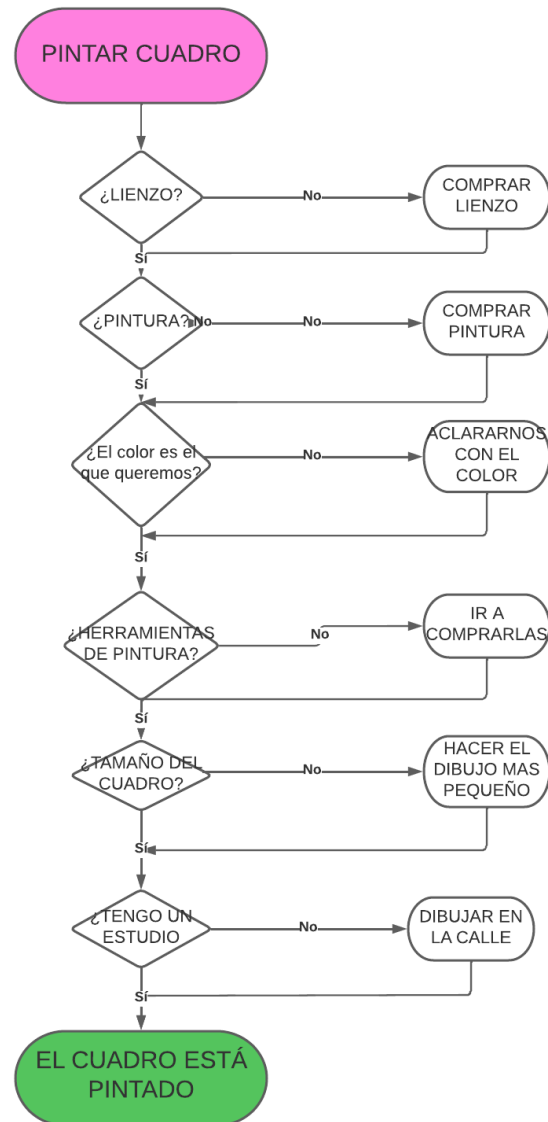 PINTAR CUADRO
¿LIENZO?
No
COMPRAR
LIENZO
Sí
¿PINTURA?
No
No
COMPRAR
PINTURA
Sí
¿El color es el
que queremos?
No
ACLARARNOS
CON EL
COLOR
Sí
¿HERRAMIENTAS
DE PINTURA?
No
IR A
COMPRARLAS
Sí
¿TAMAÑO DEL
CUADRO?
No
HACER EL
DIBUJO MAS
PEQUEÑO
Sí
¿TENGO UN
ESTUDIO
No
DIBUJAR EN
LA CALLE
Sí
EL CUADRO ESTÁ
PINTADO